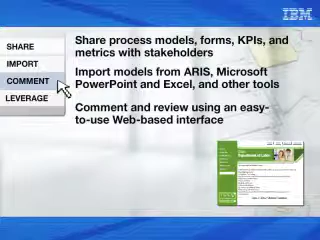 IBM
SHARE
IMPORT
COMMENT
LEVERAGE
Share process models, forms, KPIs, and
metrics with stakeholders
Import models from ARIS, Microsoft
PowerPoint and Excel, and other tools
Comment and review using an easy-
to-use Web-based interface